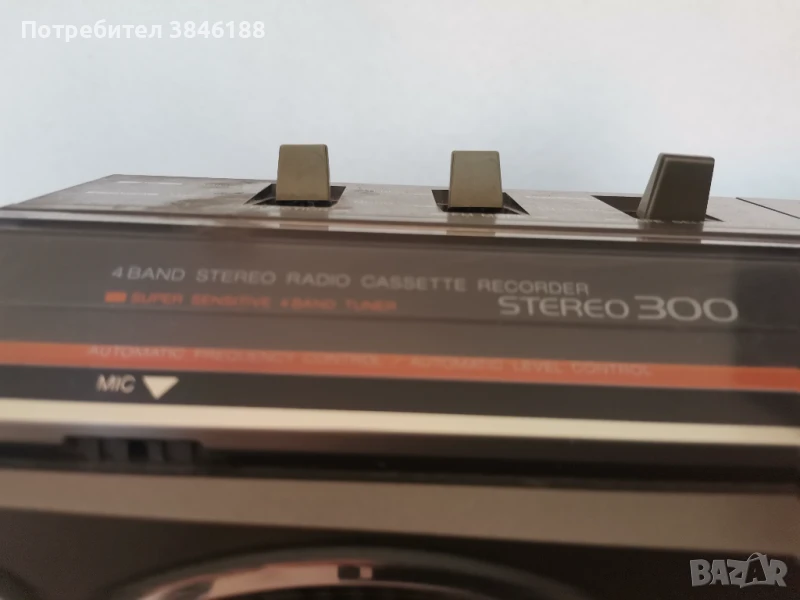 Потребител 3846188
4 BAND STEREO RADIO CASSETTE RECORDER
SUPER SENSITIVE 4 BAND TUNER
STEREO 300
AUTOMATIC FREQUENCY CONTROL / AUTOMATIC LEVEL CONTROL
MIC
BAZAR